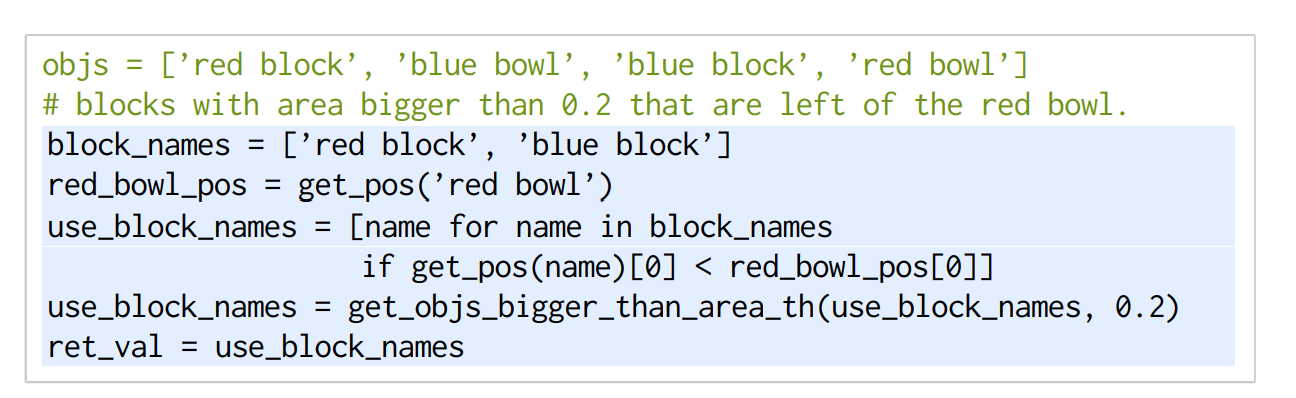 objs = [’red block’, ’blue bowl’, ’blue block’, ’red bowl’]
# blocks with area bigger than 0.2 that are left of the red bowl.
block_names = [’red block’, ’blue block’]
red_bowl_pos = get_pos(’red bowl’)
use_block_names = [name for name in block_names
if get_pos(name)[0] < red_bowl_pos[0]]
use_block_names = get_objs_bigger_than_area_th(use_block_names, 0.2)
ret_val = use_block_names